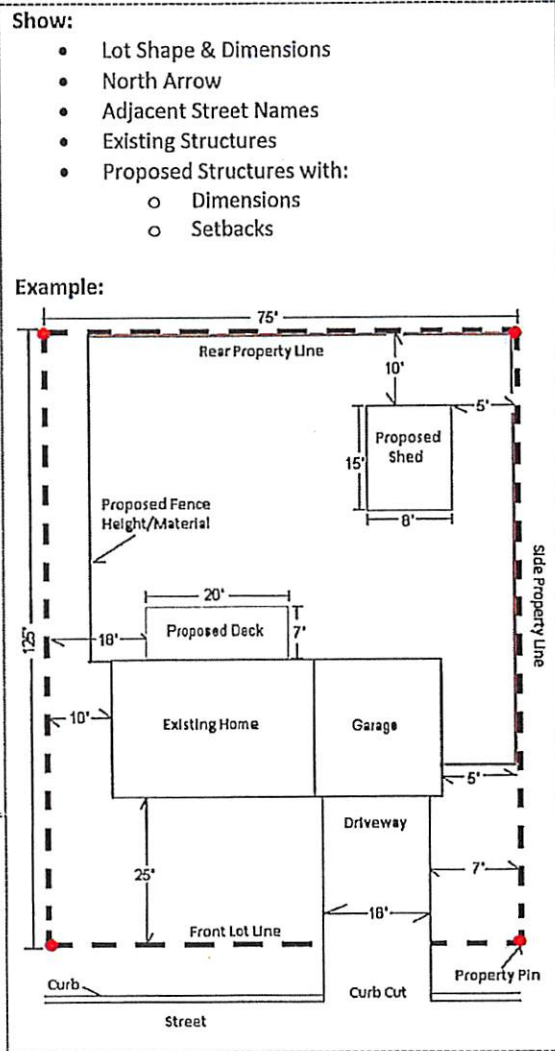 Show:
• Lot Shape & Dimensions
• North Arrow
• Adjacent Street Names
• Existing Structures
• Proposed Structures with:
o Dimensions
o Setbacks
Example:
75'
Rear Property Line
10'
5'
Proposed
Shed
15'
8'
Proposed Fence
Height/Material
Side Property Line
125'
20'
18'
Proposed Deck
7'
10'
Existing Home
Garage
5'
Driveway
25'
7'
18'
Front Lot Line
Property Pin
Curb
Curb Cut
Street